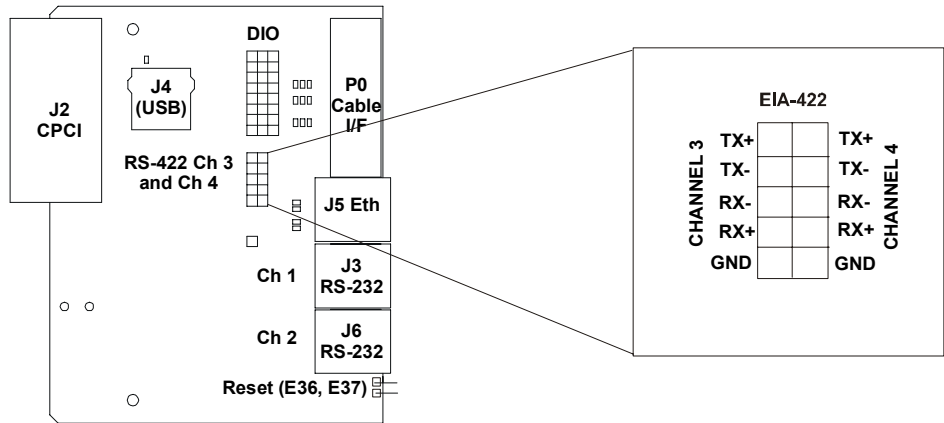 DIO
J2
CPCI
J4
(USB)
P0
Cable
I/F
RS-422 Ch 3
and Ch 4
J5 Eth
Ch 1
J3
RS-232
Ch 2
J6
RS-232
Reset (E36, E37)
EIA-422
CHANNEL 3
TX+
TX-
RX-
RX+
GND
TX+
TX-
RX-
RX+
GND
CHANNEL 4